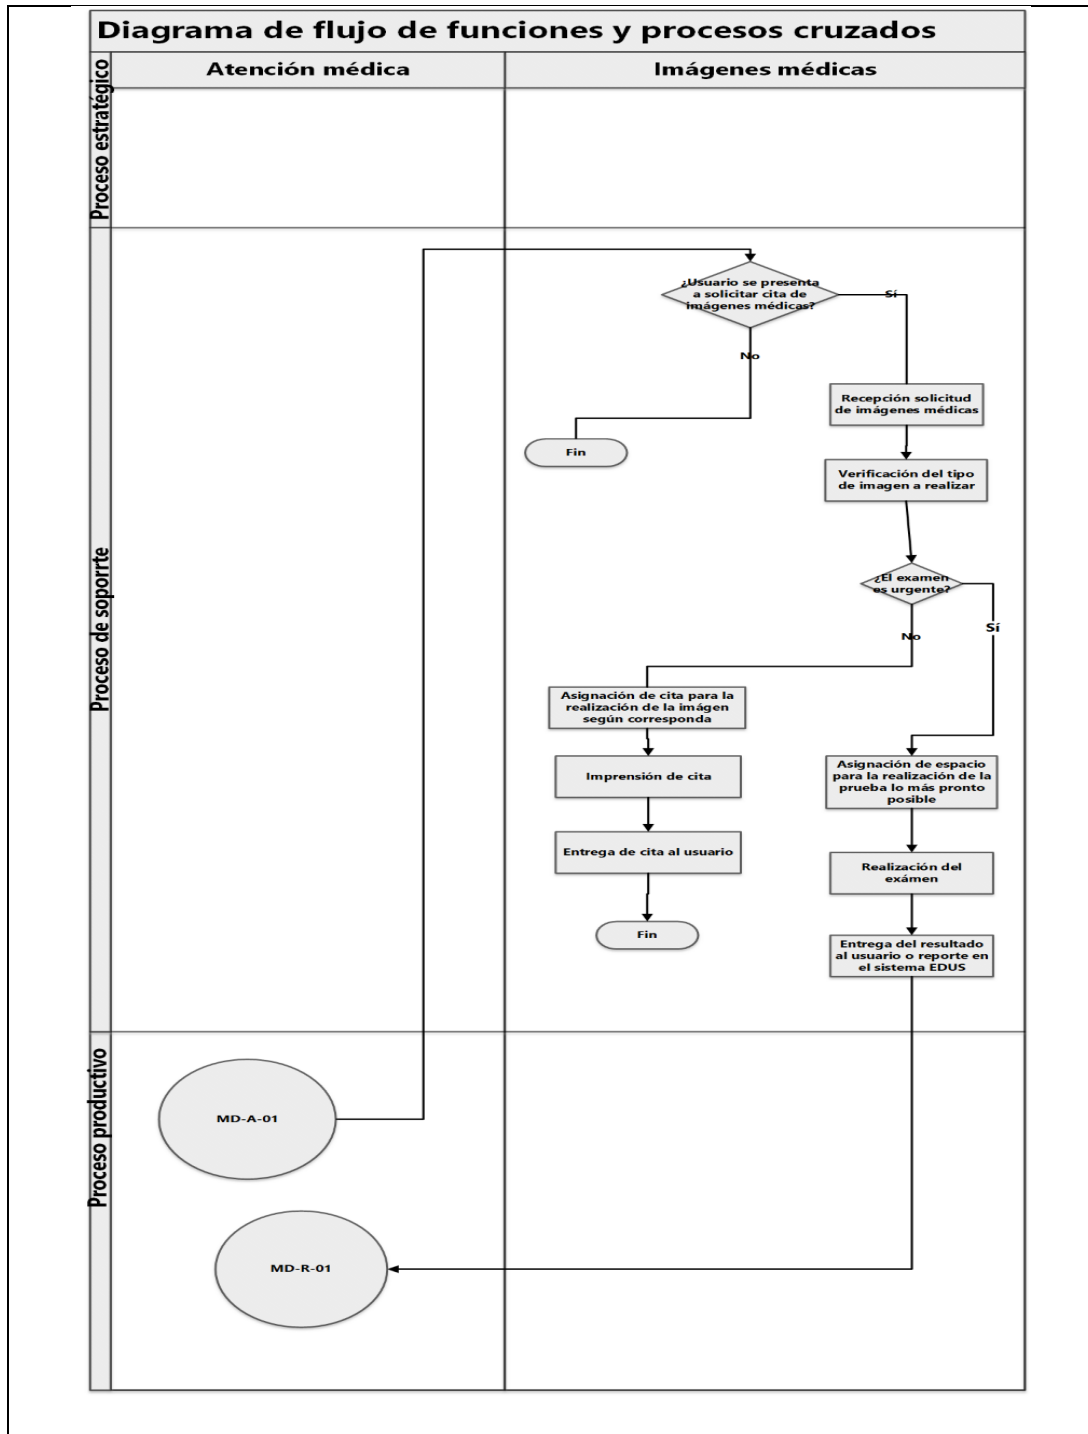 Diagrama de flujo de funciones y procesos cruzados
Atención médica
Imágenes médicas
Proceso estratégico
Proceso de soporrte
¿Usuario se presenta
a solicitar cita de
imágenes médicas?
Sí
No
Recepción solicitud
de imágenes médicas
Fin
Verificación del tipo
de imagen a realizar
¿El examen
es urgente?
Sí
No
Asignación de cita para la
realización de la imágen
según corresponda
Imprensión de cita
Entrega de cita al usuario
Fin
Asignación de espacio
para la realización de la
prueba lo más pronto
posible
Realización del
exámen
Entrega del resultado
al usuario o reporte en
el sistema EDUS
Proceso productivo
MD-A-01
MD-R-01